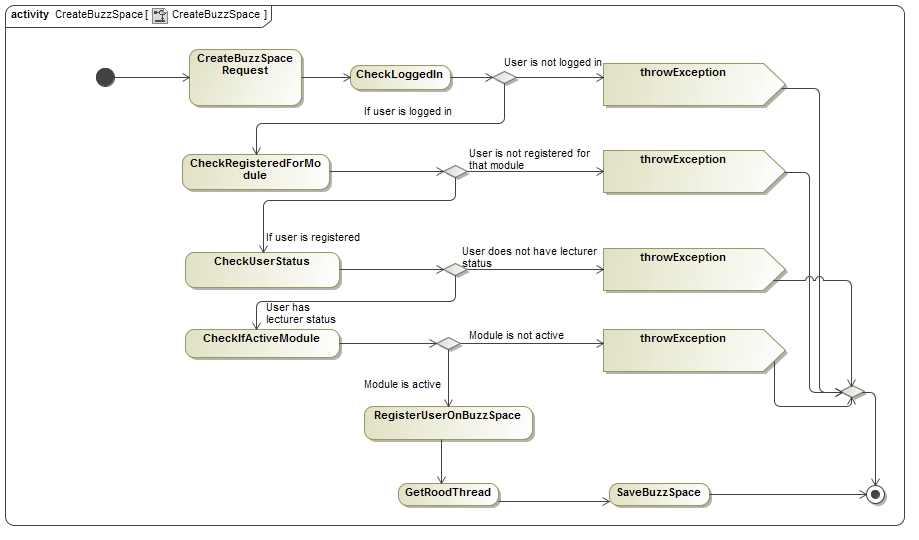 activity CreateBuzzSpace [ CreateBuzzSpace ]
CreateBuzzSpace
Request
CheckLoggedIn
User is not logged in
throwException
If user is logged in
CheckRegisteredForMo
dule
User is not registered for
that module
throwException
If user is registered
CheckUserStatus
User does not have lecturer
status
throwException
User has
lecturer status
CheckIfActiveModule
Module is not active
throwException
Module is active
RegisterUserOnBuzzSpace
GetRoodThread
SaveBuzzSpace